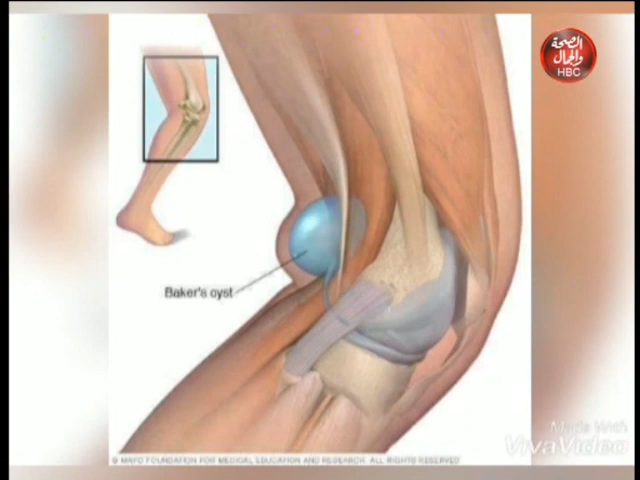 الصحة
والجمال
HBC
Baker's cyst
Made With
VivaVideo
© MAYO FOUNDATION FOR MEDICAL EDUCATION AND RESEARCH. ALL RIGHTS RESERVED